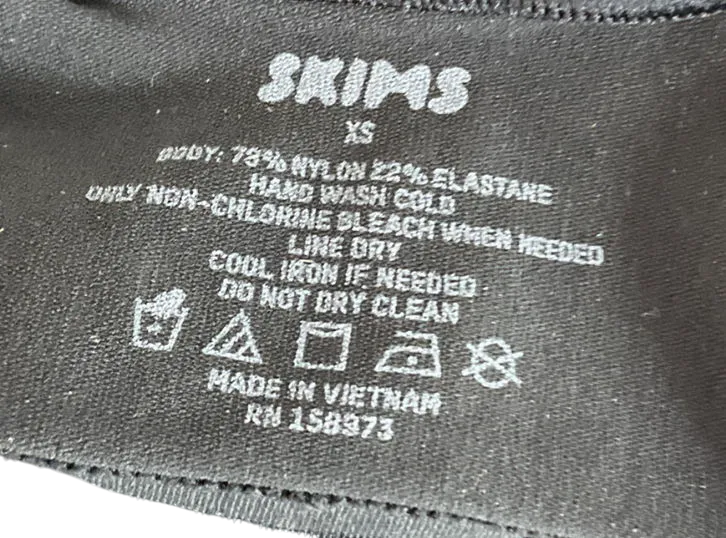 SKIMS
XS
BODY: 78% NYLON 22% ELASTANE
HAND WASH COLD
ONLY NON-CHLORINE BLEACH WHEN NEEDED
LINE DRY
COOL IRON IF NEEDED
DO NOT DRY CLEAN
MADE IN VIETNAM
RN 158973